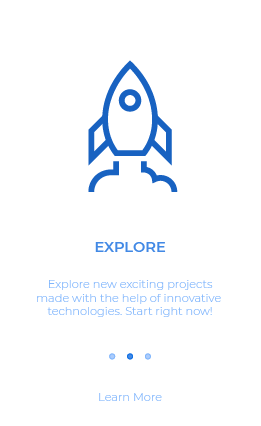 EXPLORE
Explore new exciting projects
made with the help of innovative
technologies. Start right now!
Learn More